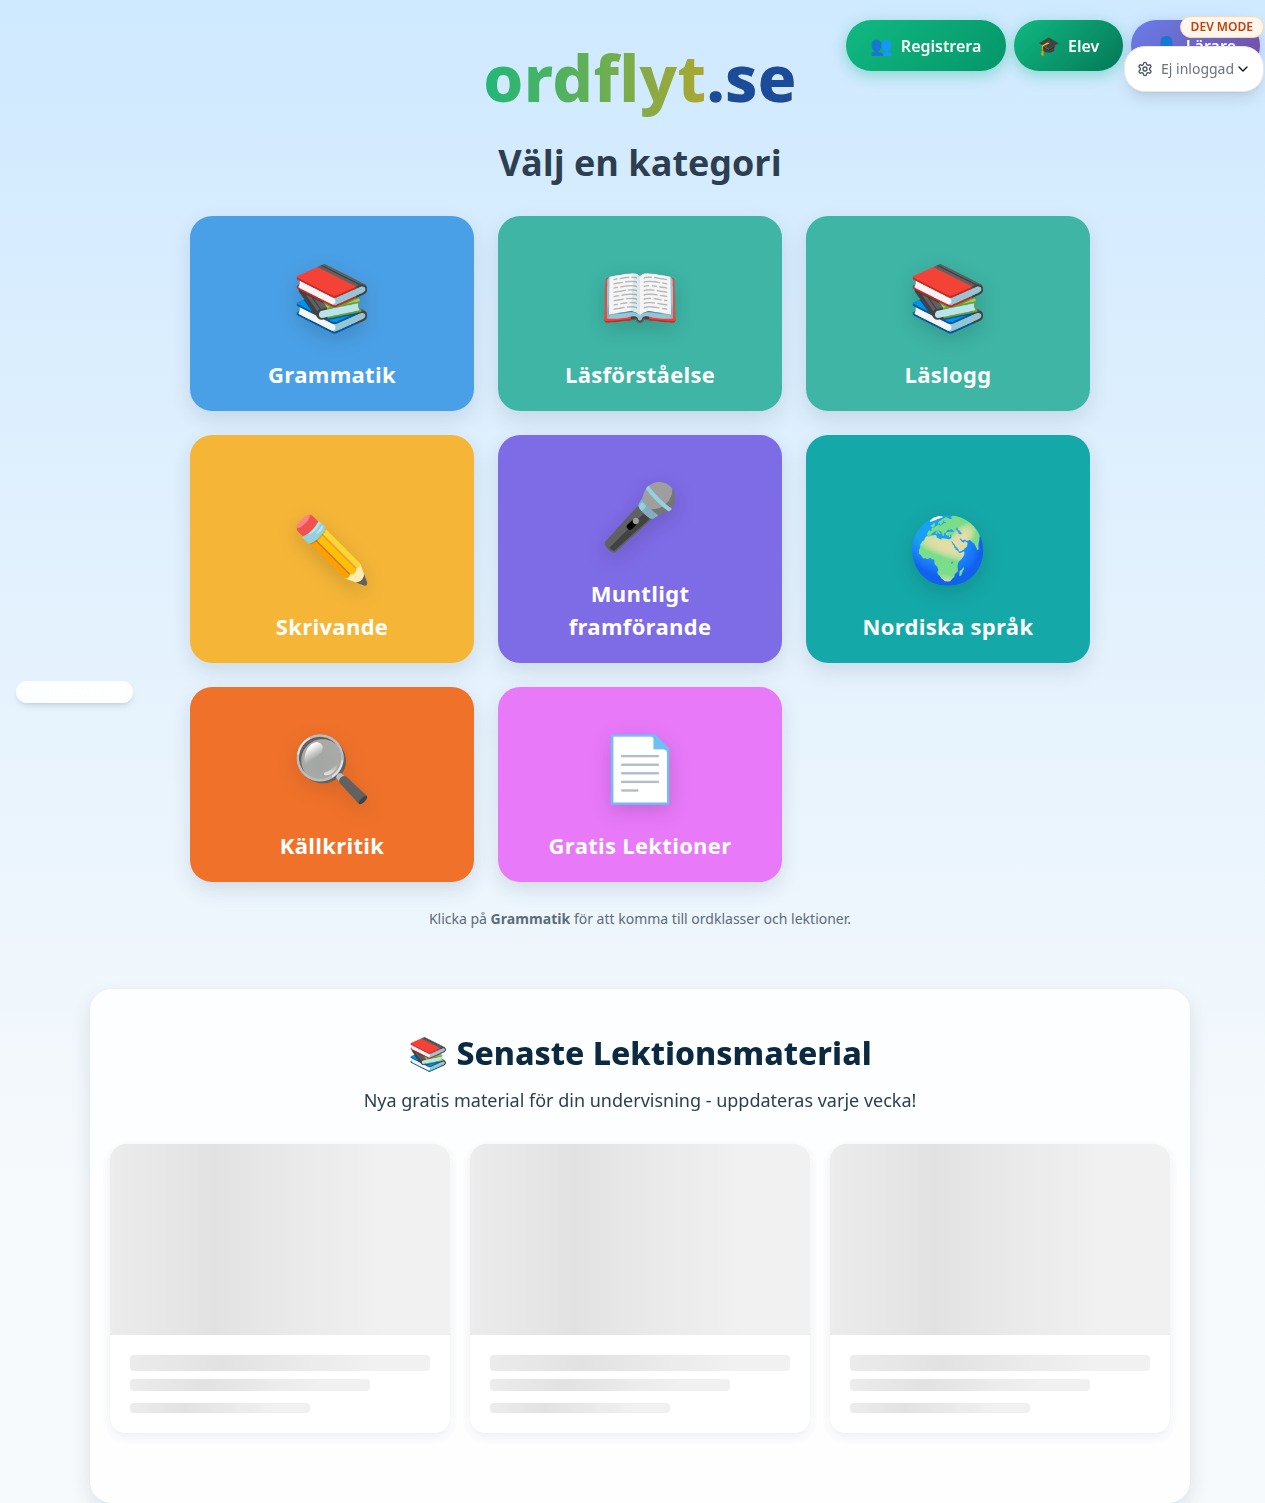 DEV MODE
Registrera
Elev
Lärare
Ej inloggad
ordflyt.se
Välj en kategori
Grammatik
Läsförståelse
Läslogg
Skrivande
Muntligt
framförande
Nordiska språk
Källkritik
Gratis Lektioner
Klicka på Grammatik för att komma till ordklasser och lektioner.
Senaste Lektionsmaterial
Nya gratis material för din undervisning - uppdateras varje vecka!